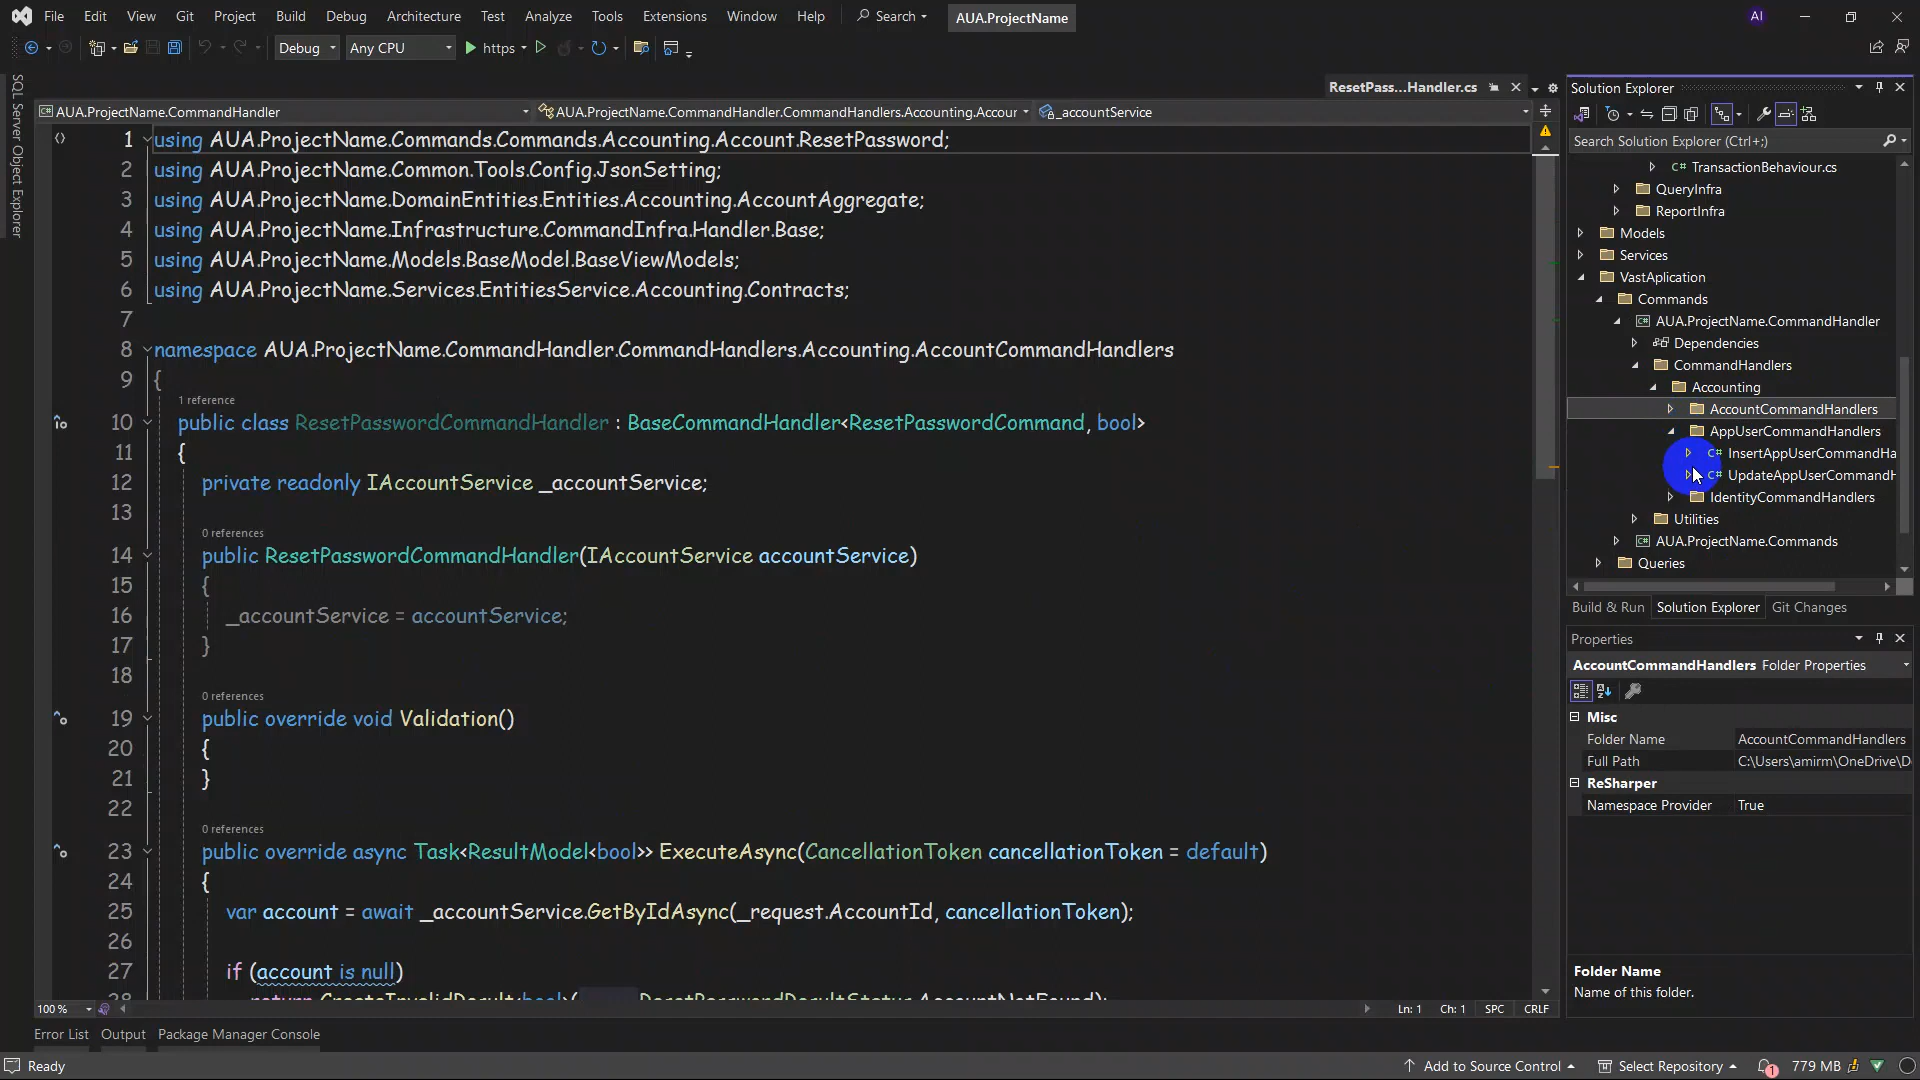 File Edit View Git Project Build Debug Architecture Test Analyze Tools Extensions Window Help Search AUA.ProjectName AI
Debug Any CPU https
SQL Server Object Explorer
ResetPass...Handler.cs
AUA.ProjectName.CommandHandler AUA.ProjectName.CommandHandler.CommandHandlers.Accounting.Accour _accountService
1 using AUA.ProjectName.Commands.Commands.Accounting.Account.ResetPassword;
2 using AUA.ProjectName.Common.Tools.Config.JsonSetting;
3 using AUA.ProjectName.DomainEntities.Entities.Accounting.AccountAggregate;
4 using AUA.ProjectName.Infrastructure.CommandInfra.Handler.Base;
5 using AUA.ProjectName.Models.BaseModel.BaseViewModels;
6 using AUA.ProjectName.Services.EntitiesService.Accounting.Contracts;
7
8 namespace AUA.ProjectName.CommandHandler.CommandHandlers.Accounting.AccountCommandHandlers
9 {
1 reference
10 public class ResetPasswordCommandHandler : BaseCommandHandler<ResetPasswordCommand, bool>
11 {
12 private readonly IAccountService _accountService;
13
0 references
14 public ResetPasswordCommandHandler(IAccountService accountService)
15 {
16 _accountService = accountService;
17 }
18
0 references
19 public override void Validation()
20 {
21 }
22
0 references
23 public override async Task<ResultModel<bool>> ExecuteAsync(CancellationToken cancellationToken = default)
24 {
25 var account = await _accountService.GetByIdAsync(_request.AccountId, cancellationToken);
26
27 if (account is null)
28
100 % Ln: 1 Ch: 1 SPC CRLF
Error List Output Package Manager Console
Solution Explorer
Search Solution Explorer (Ctrl+;)
C# TransactionBehaviour.cs
QueryInfra
ReportInfra
Models
Services
VastAplication
Commands
C# AUA.ProjectName.CommandHandler
Dependencies
CommandHandlers
Accounting
AccountCommandHandlers
AppUserCommandHandlers
C# InsertAppUserCommandHa
C# UpdateAppUserCommandH
IdentityCommandHandlers
Utilities
C# AUA.ProjectName.Commands
Queries
Build & Run Solution Explorer Git Changes
Properties
AccountCommandHandlers Folder Properties
Misc
Folder Name AccountCommandHandlers
Full Path C:\Users\amirm\OneDrive\D
ReSharper
Namespace Provider True
Folder Name
Name of this folder.
Ready Add to Source Control Select Repository 1 779 MB